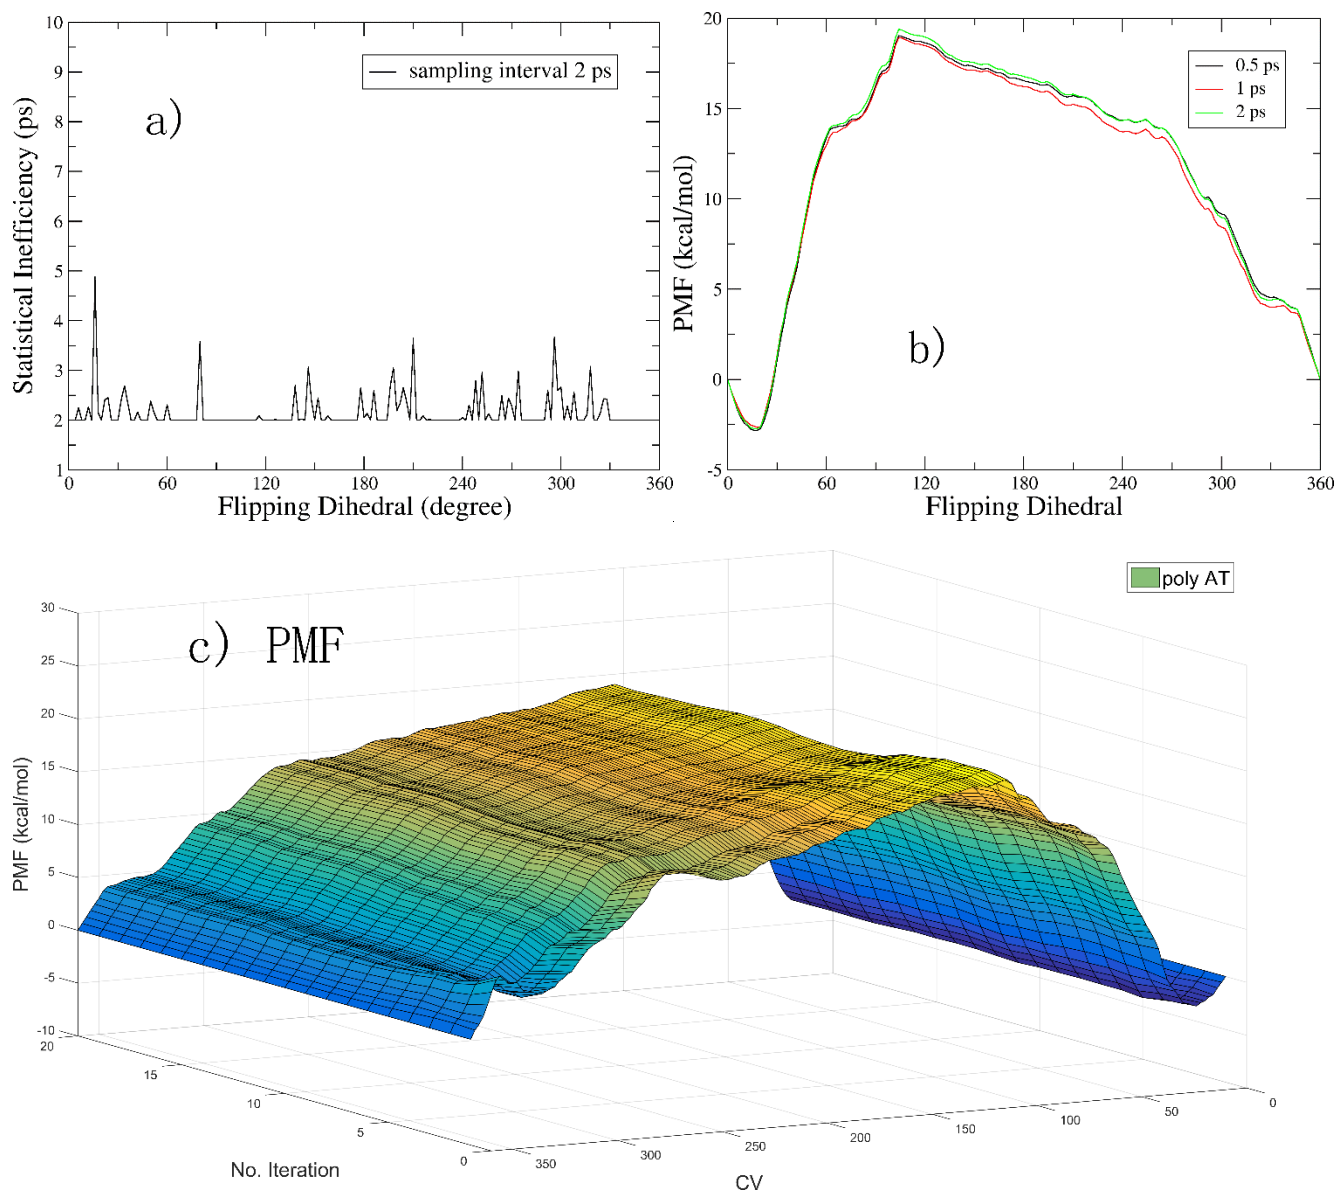 10
9
8
7
6
5
4
3
2
1
Statistical Inefficiency (ps)
sampling interval 2 ps
a)
0 60 120 180 240 300 360
Flipping Dihedral (degree)
20
15
10
5
0
-5
PMF (kcal/mol)
0.5 ps
1 ps
2 ps
b)
0 60 120 180 240 300 360
Flipping Dihedral
poly AT
c) PMF
30
25
20
15
10
5
0
-5
-10
PMF (kcal/mol)
20 15 10 5 0
No. Iteration
350 300 250 200 150 100 50 0
CV